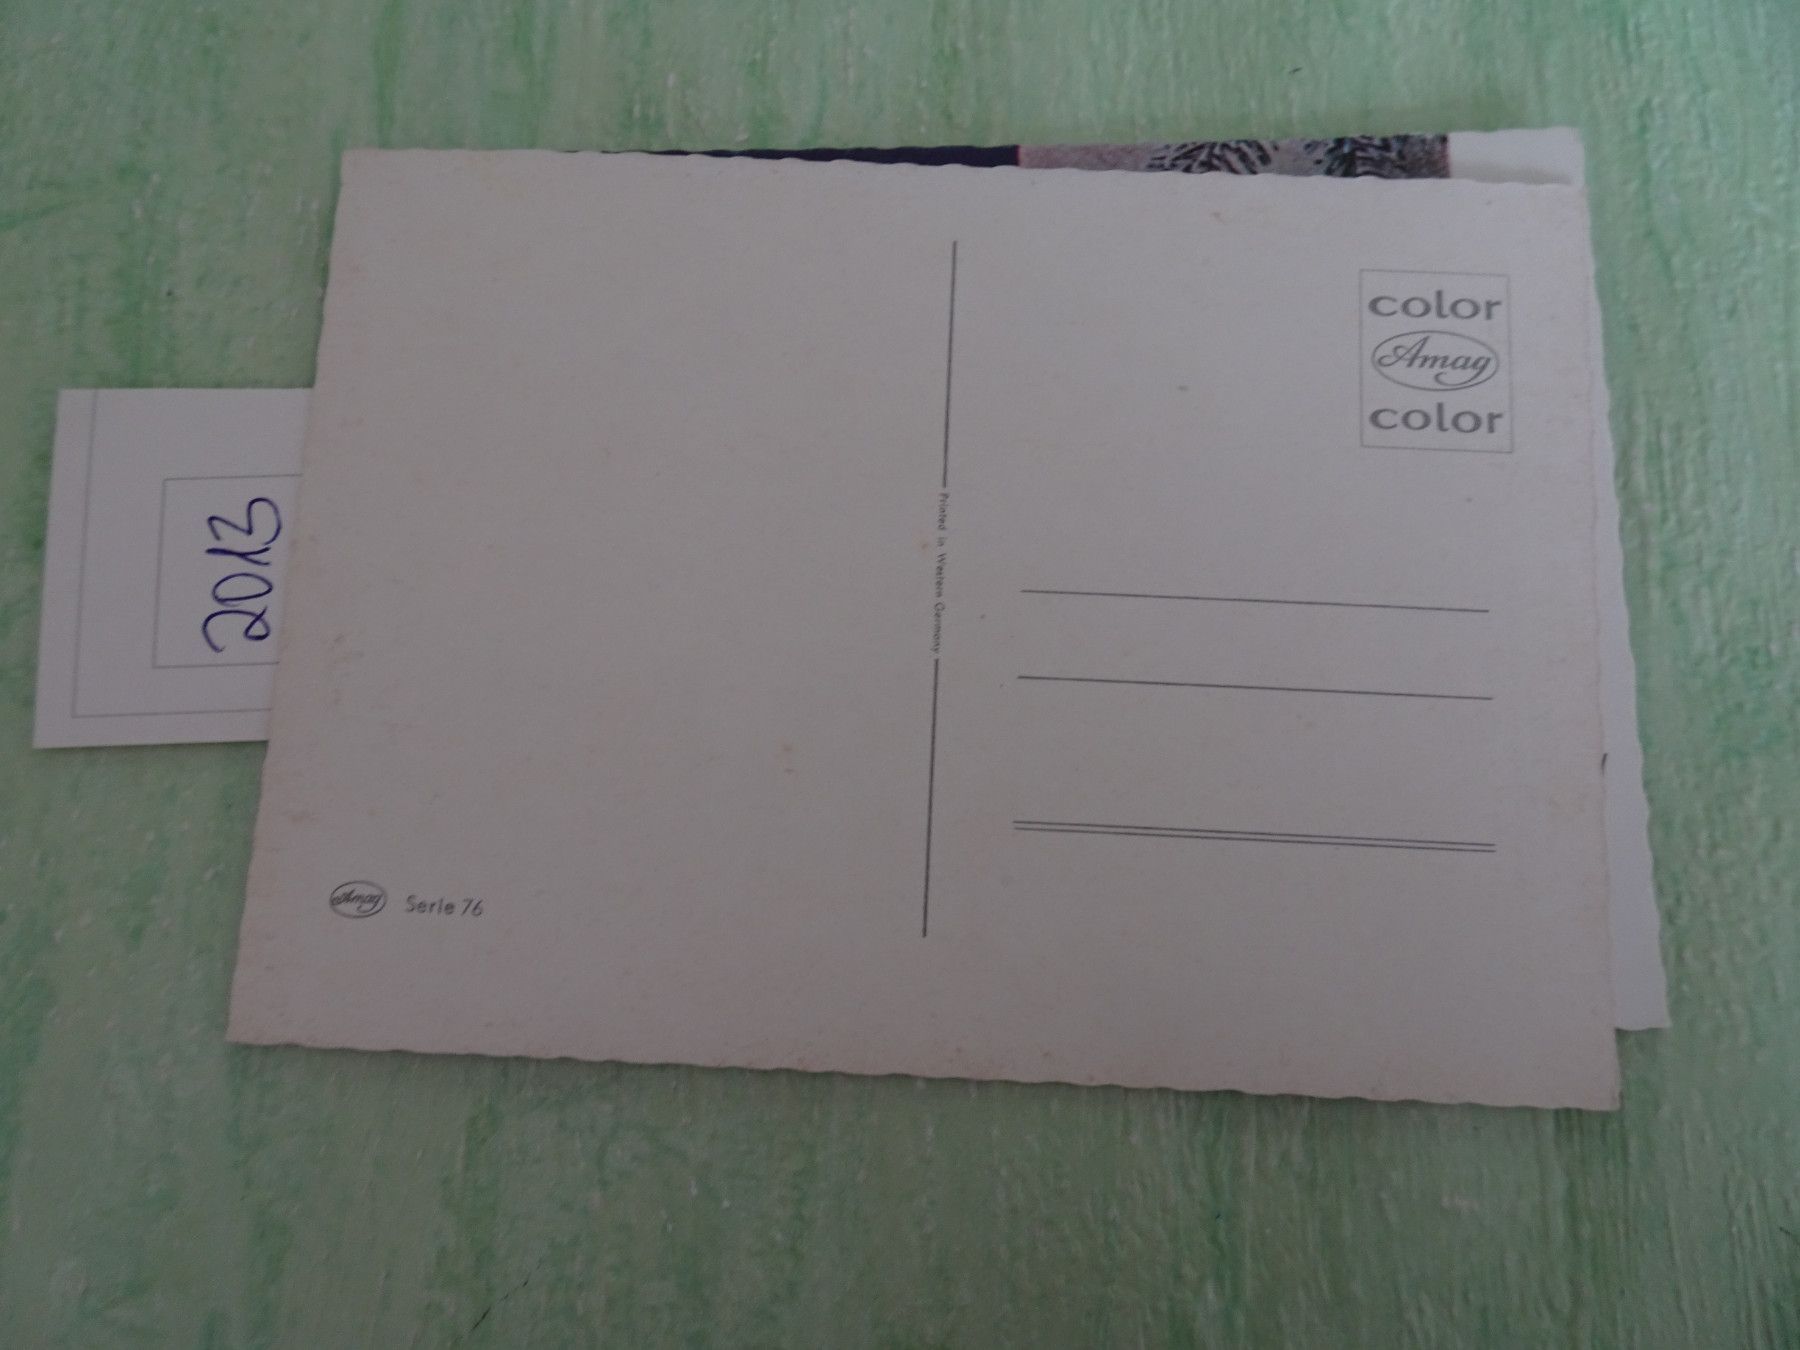 color
Amag
color
Printed in Western Germany
2013
Amag Serie 76